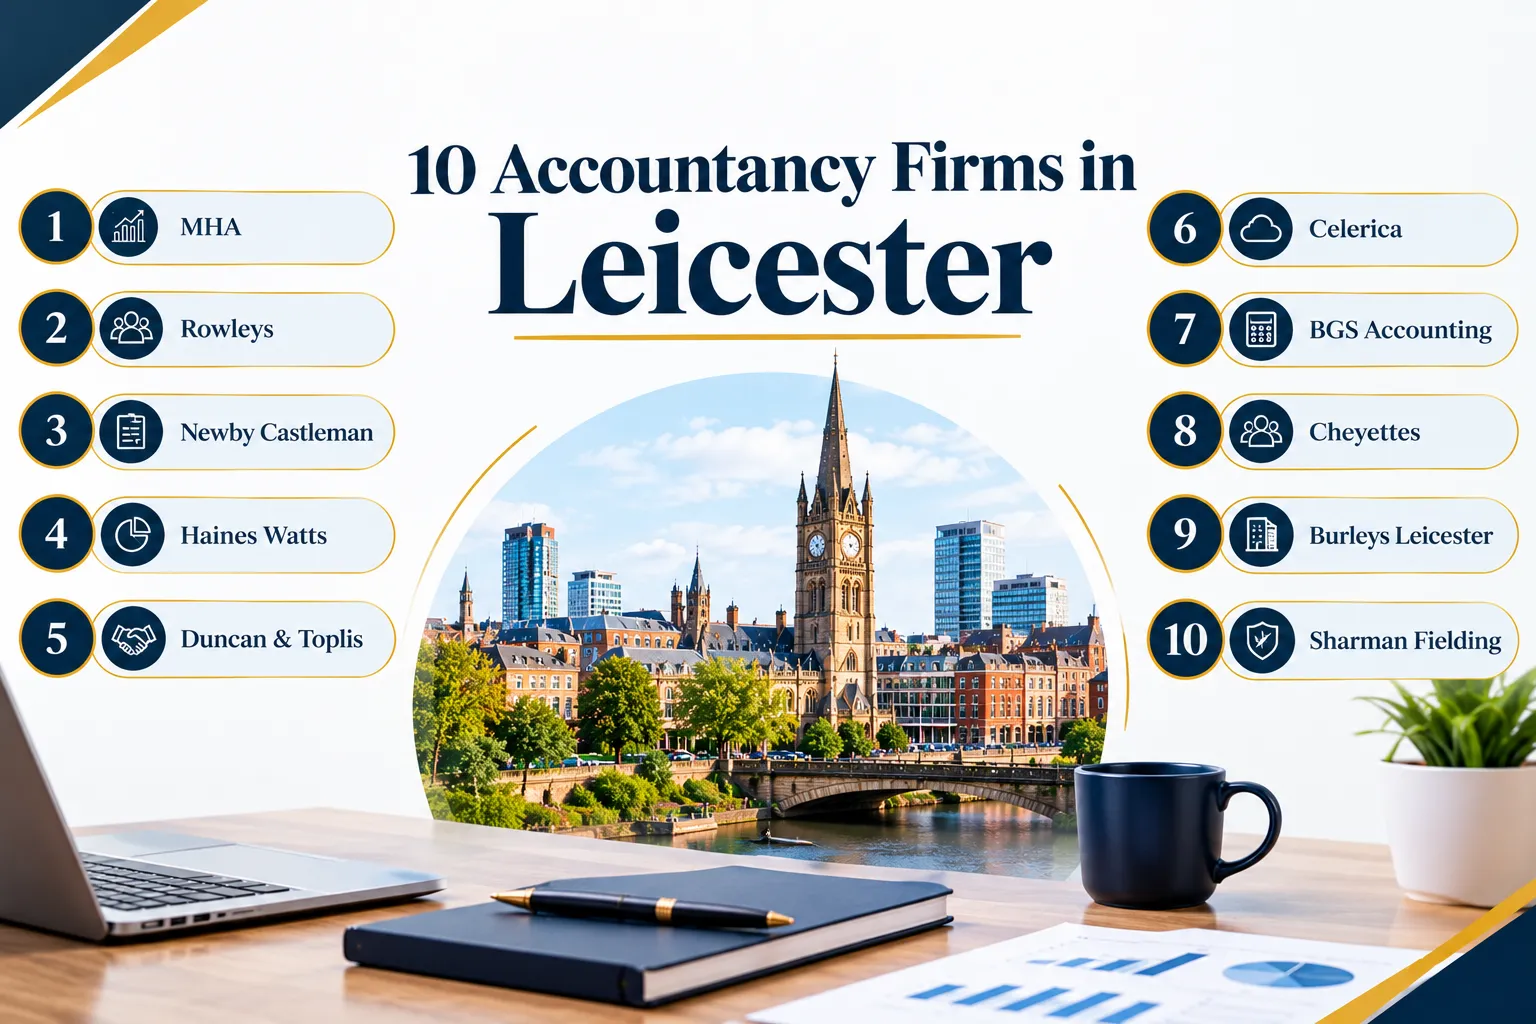 10 Accountancy Firms in
Leicester
1 MHA
2 Rowleys
3 Newby Castleman
4 Haines Watts
5 Duncan & Toplis
6 Celerica
7 BGS Accounting
8 Cheyettes
9 Burleys Leicester
10 Sharman Fielding